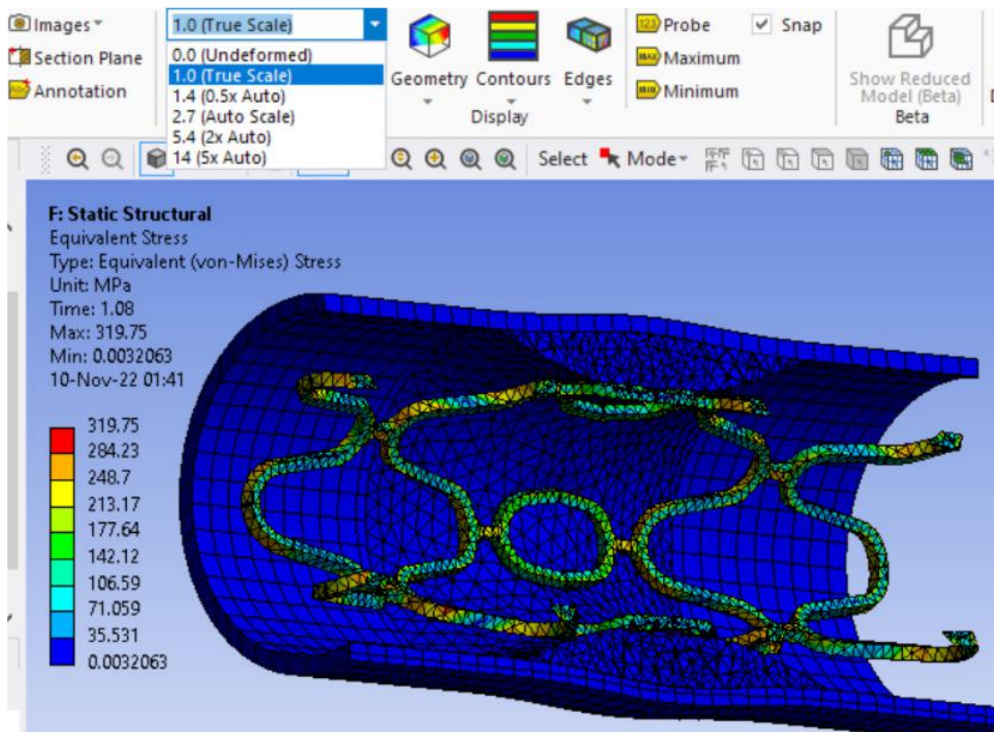 Images
Section Plane
Annotation
1.0 (True Scale)
0.0 (Undeformed)
1.0 (True Scale)
1.4 (0.5x Auto)
2.7 (Auto Scale)
5.4 (2x Auto)
14 (5x Auto)
Geometry Contours Edges
Display
Probe
Maximum
Minimum
Snap
Show Reduced
Model (Beta)
Beta
Select Mode
F: Static Structural
Equivalent Stress
Type: Equivalent (von-Mises) Stress
Unit: MPa
Time: 1.08
Max: 319.75
Min: 0.0032063
10-Nov-22 01:41
319.75
284.23
248.7
213.17
177.64
142.12
106.59
71.059
35.531
0.0032063